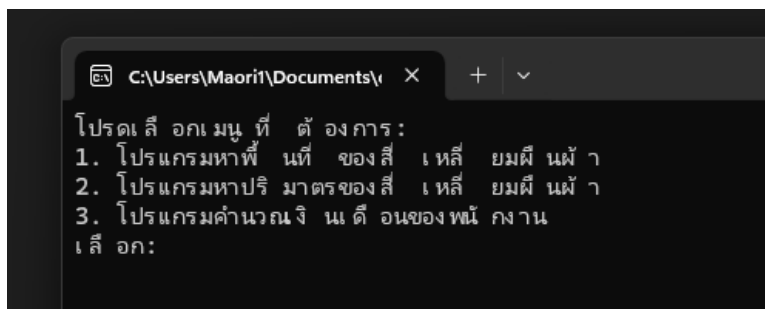 C:\Users\Maori1\Documents\
โปรดเลือกเมนูที่ต้องการ:
1. โปรแกรมหาพื้นที่ของสี่เหลี่ยมผืนผ้า
2. โปรแกรมหาปริมาตรของสี่เหลี่ยมผืนผ้า
3. โปรแกรมคำนวณเงินเดือนของพนักงาน
เลือก: